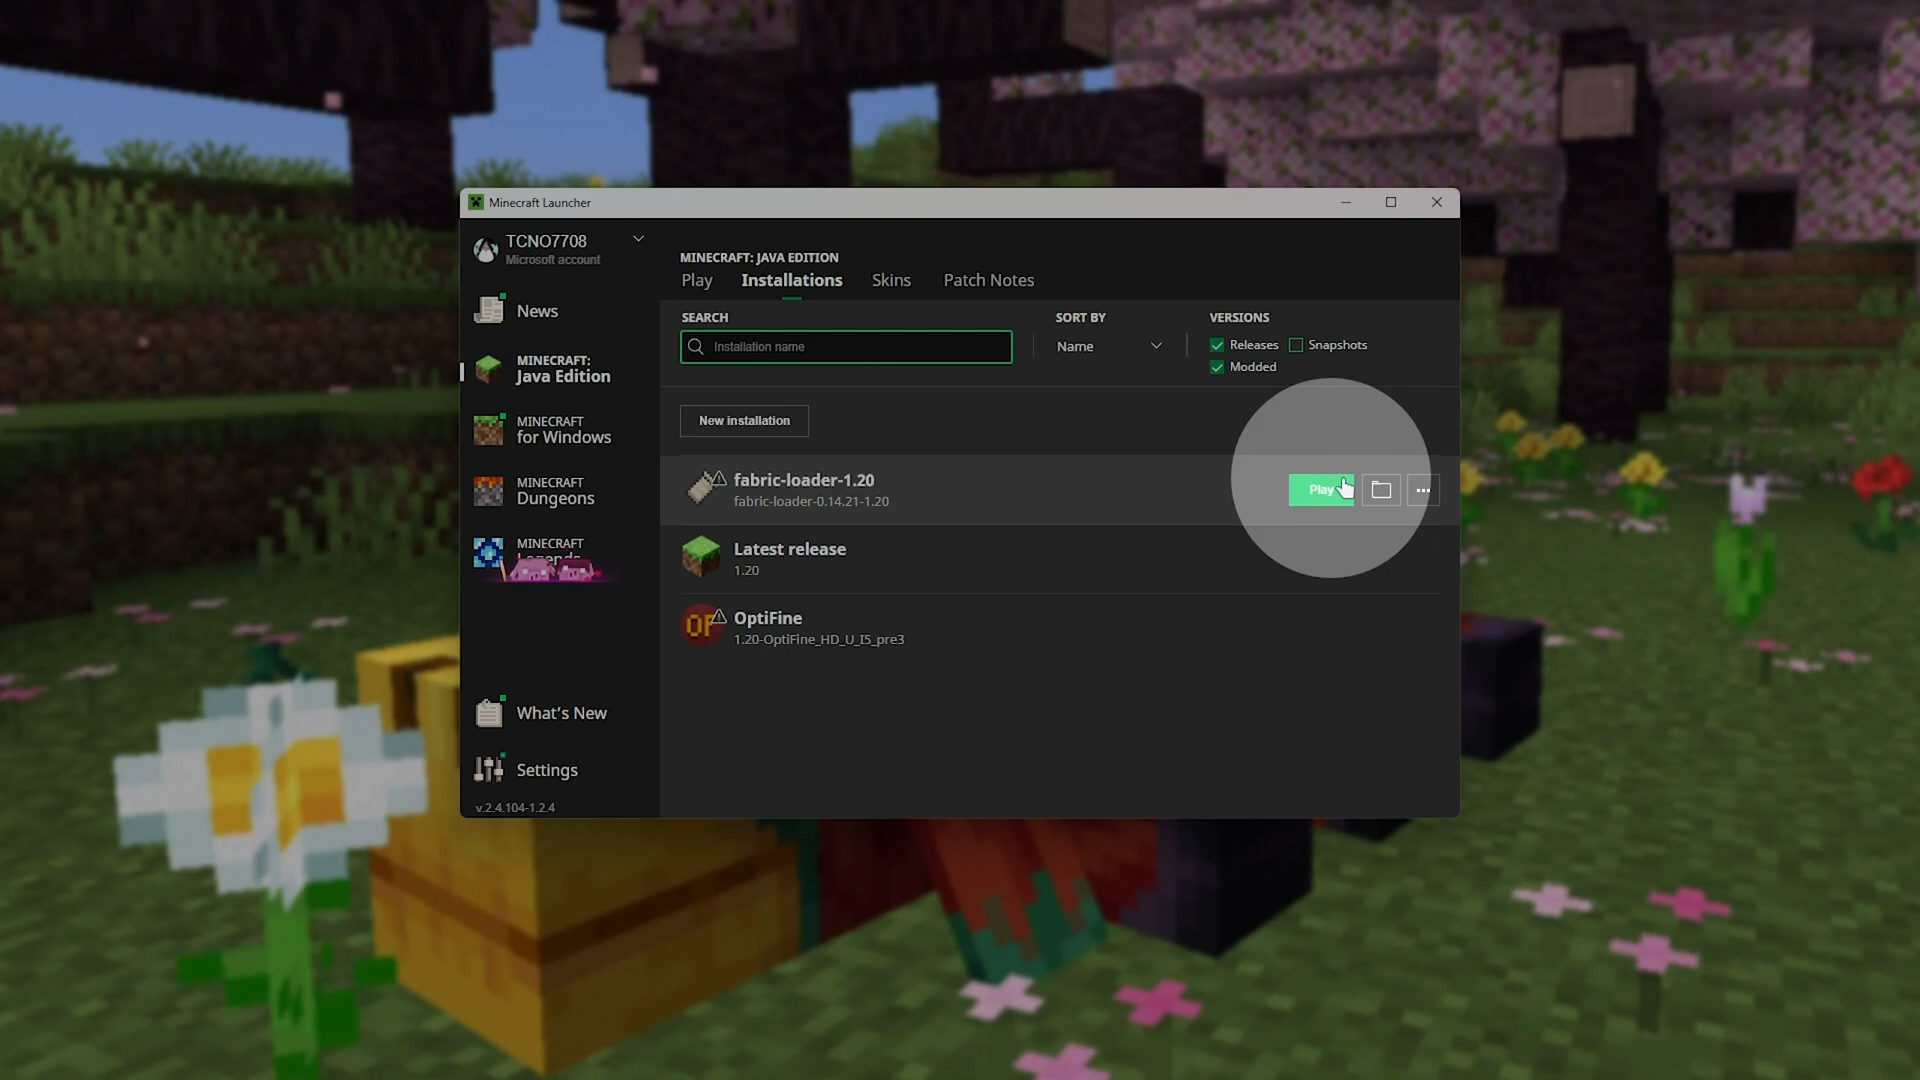 Minecraft Launcher
TCNO7708
Microsoft account
News
MINECRAFT:
Java Edition
MINECRAFT
for Windows
MINECRAFT
Dungeons
MINECRAFT
Legends
What's New
Settings
v.2.4.104-1.2.4
MINECRAFT: JAVA EDITION
Play Installations Skins Patch Notes
SEARCH SORT BY VERSIONS
Installation name
Name
Releases Snapshots
Modded
New installation
fabric-loader-1.20
fabric-loader-0.14.21-1.20
Play
Latest release
1.20
OF OptiFine
1.20-OptiFine_HD_U_I5_pre3